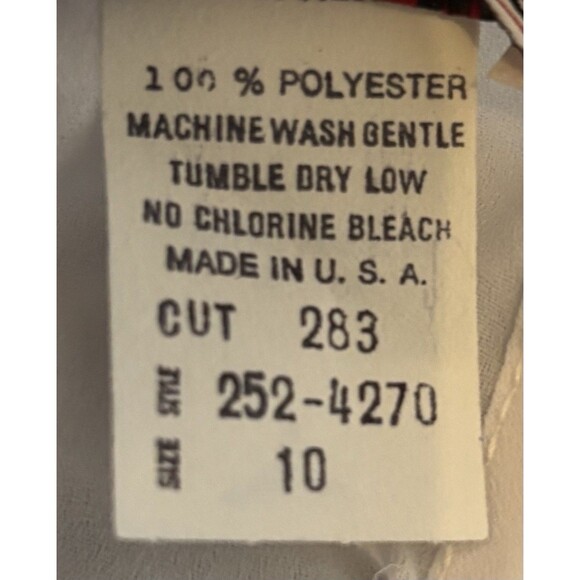 100 % POLYESTER
MACHINE WASH GENTLE
TUMBLE DRY LOW
NO CHLORINE BLEACH
MADE IN U. S. A.
CUT 283
STYLE 252-4270
SIZE 10